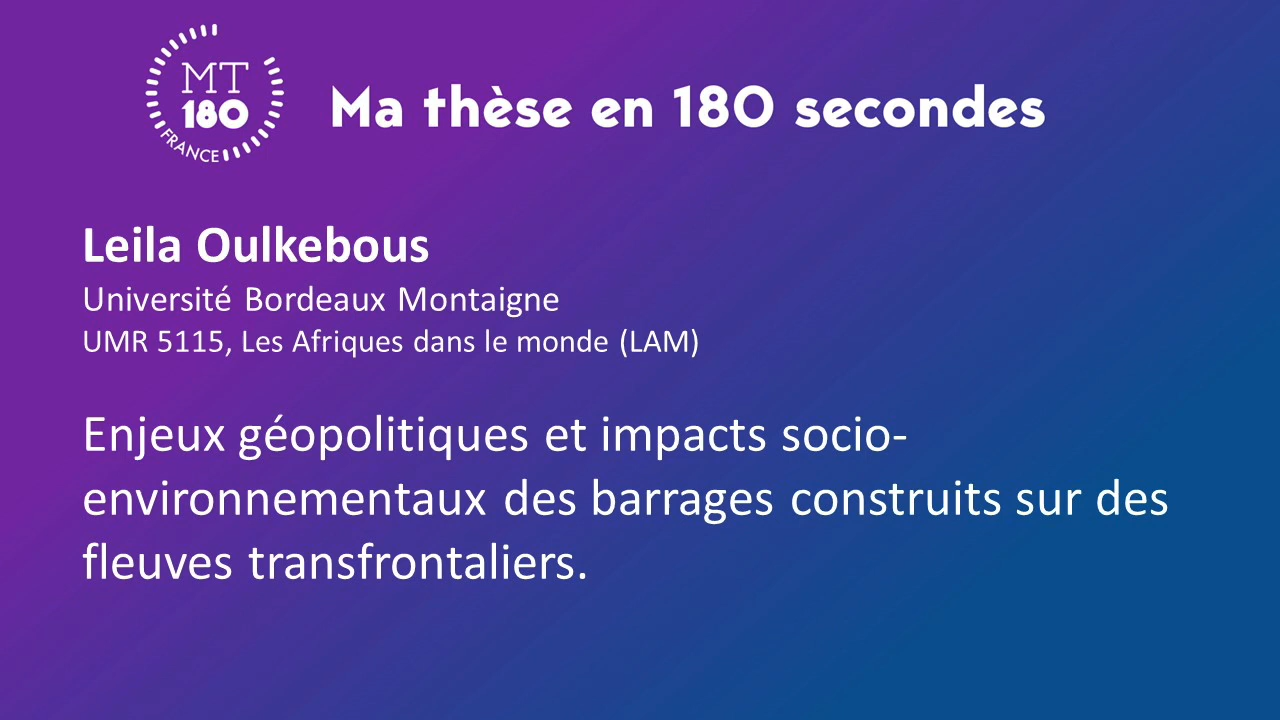 MT
180
FRANCE
Ma thèse en 180 secondes
Leila Oulkebous
Université Bordeaux Montaigne
UMR 5115, Les Afriques dans le monde (LAM)
Enjeux géopolitiques et impacts socio-
environnementaux des barrages construits sur des
fleuves transfrontaliers.